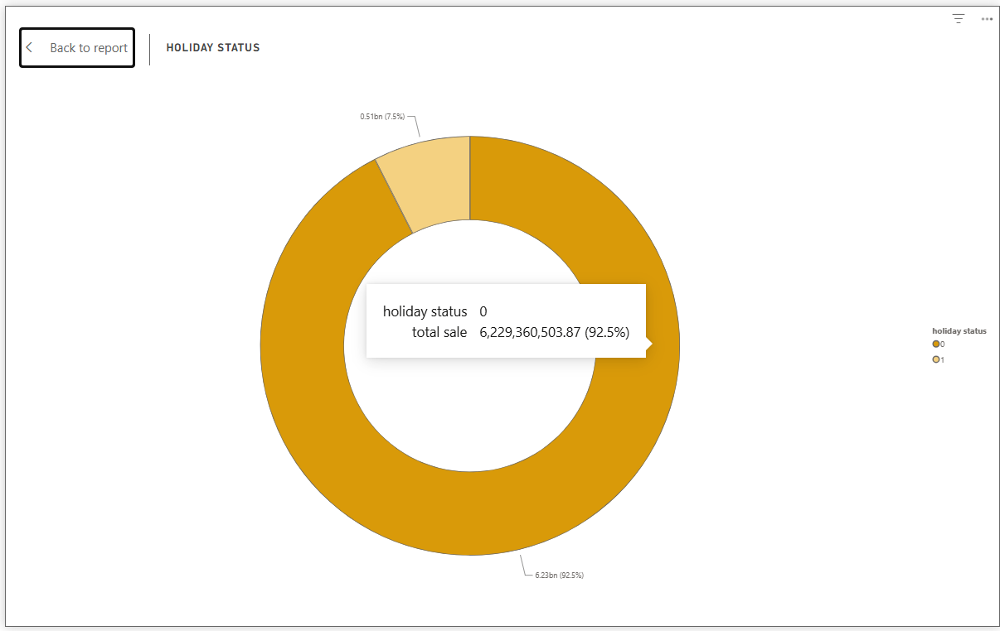 Back to report
HOLIDAY STATUS
0.51bn (7.5%)
holiday status 0
total sale 6,229,360,503.87 (92.5%)
holiday status
0
1
6.23bn (92.5%)